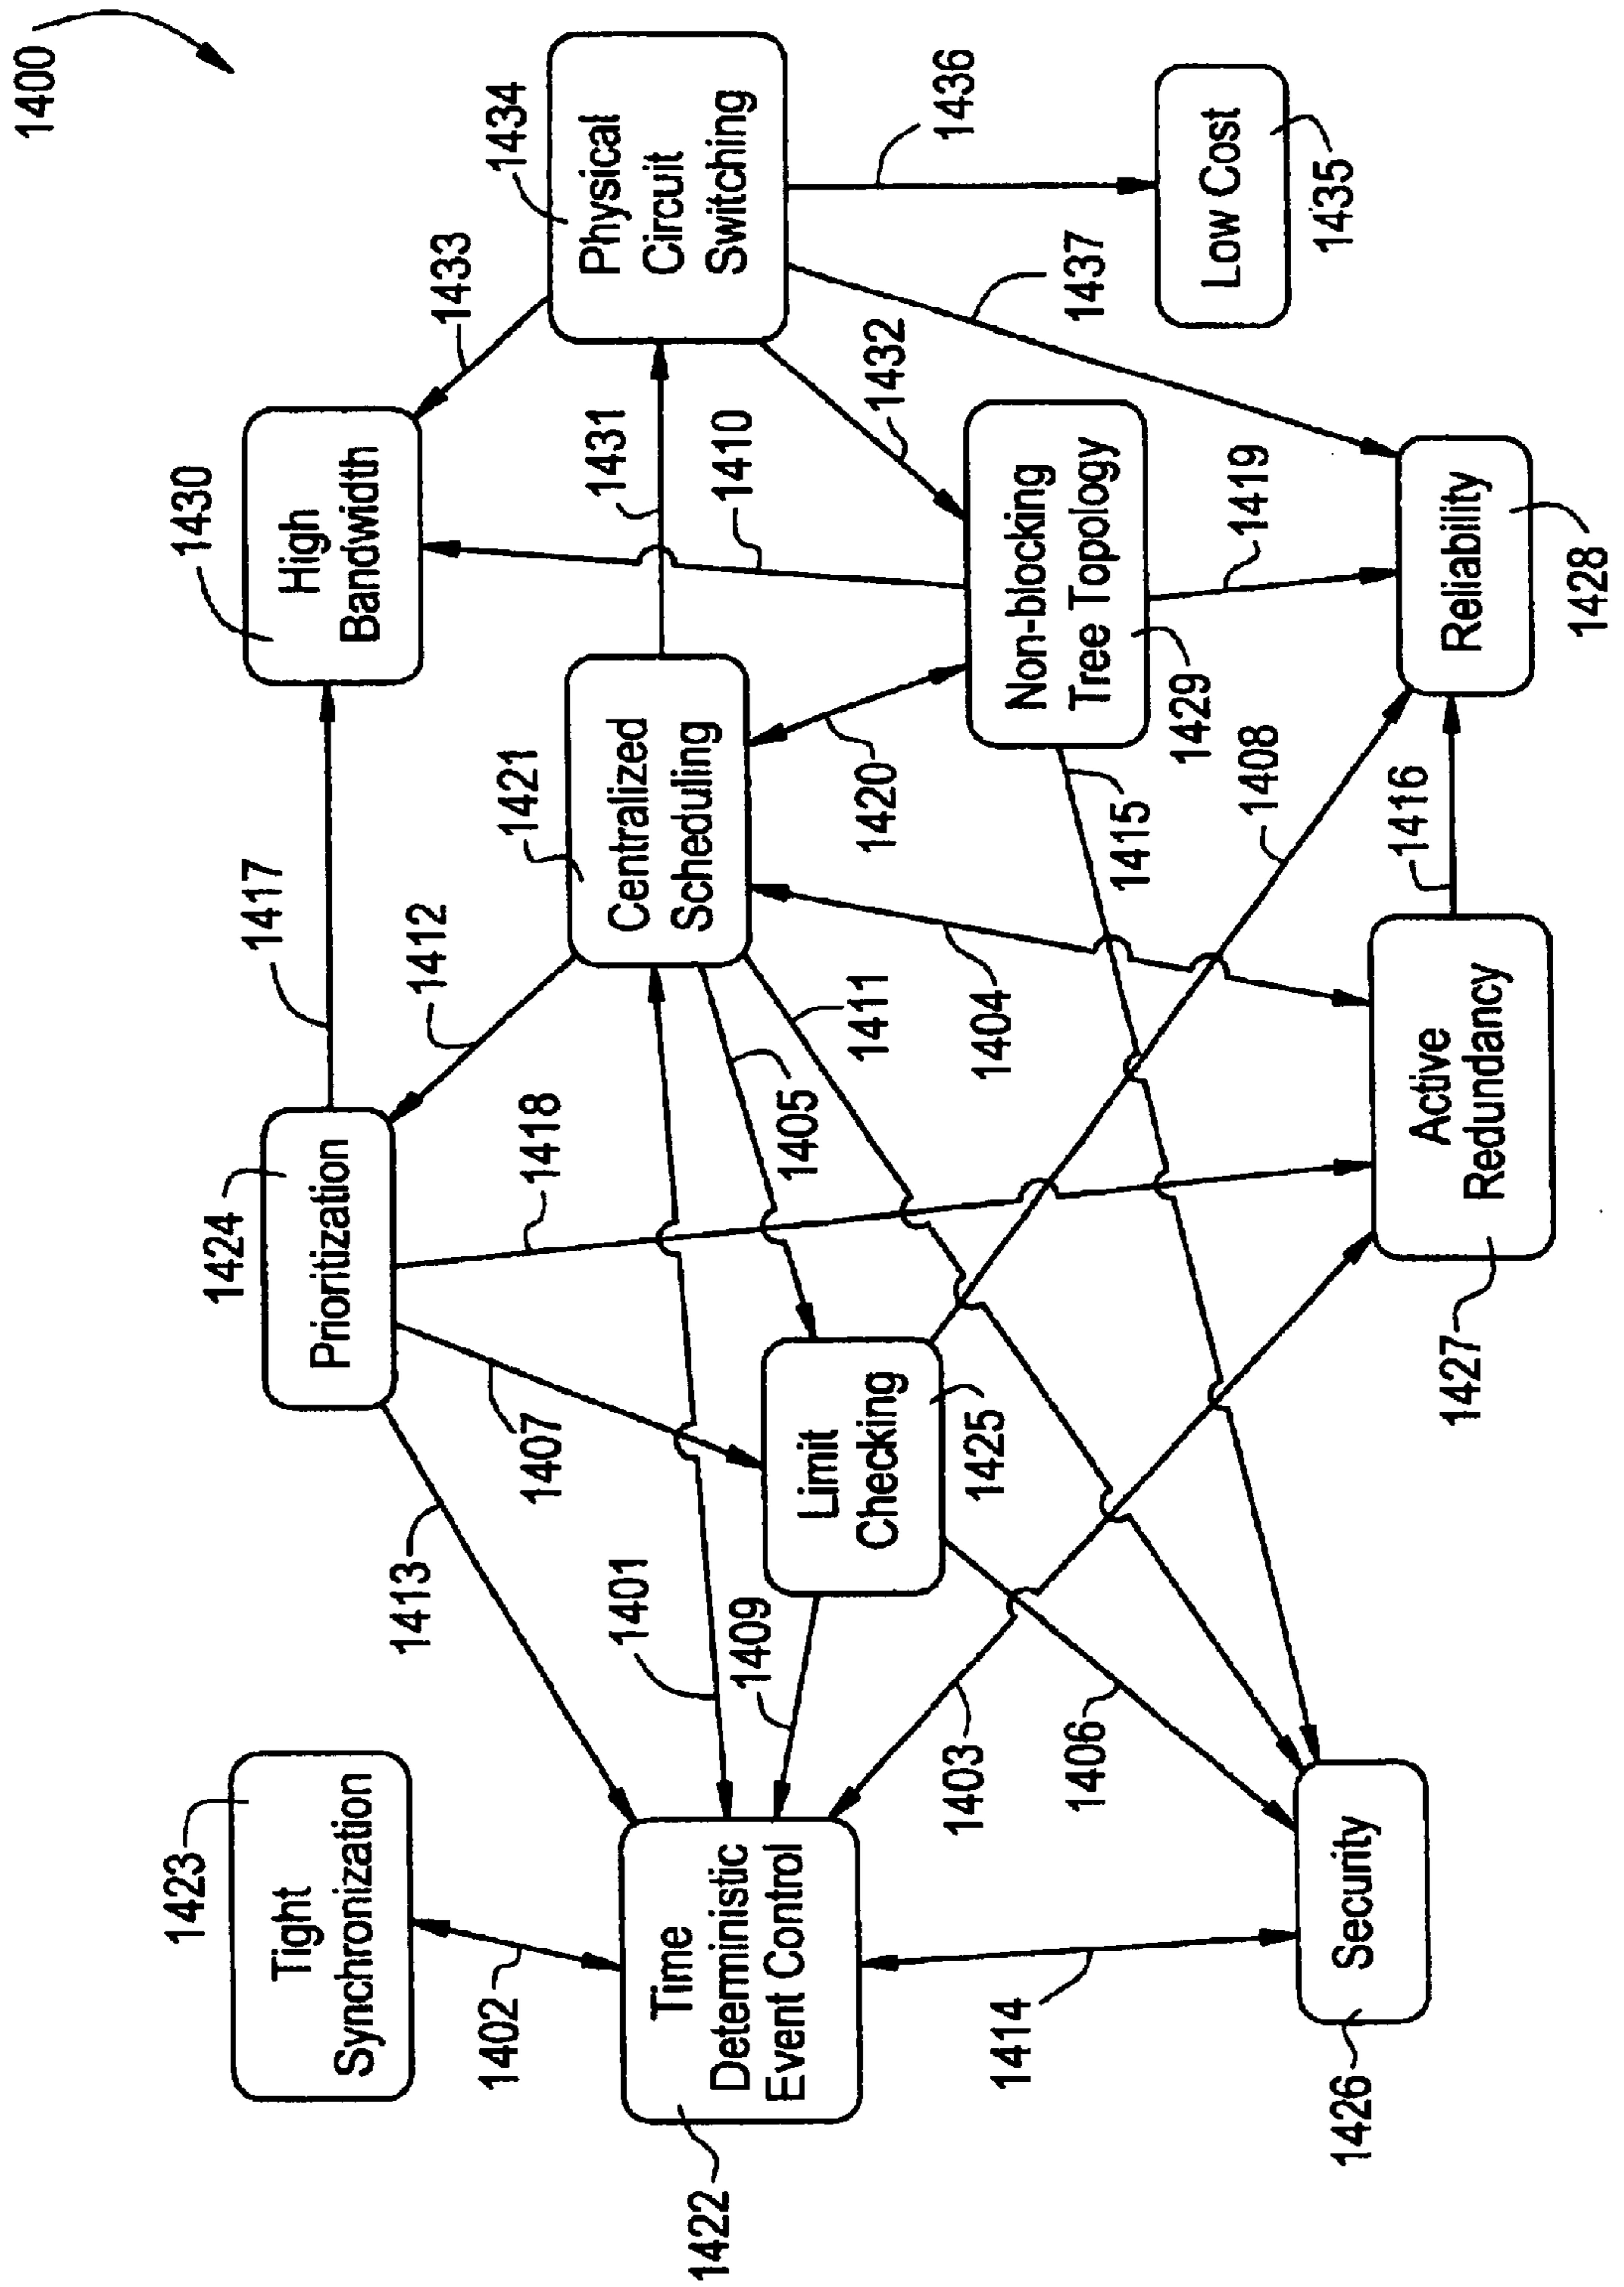 1400
1423
Tight
Synchronization
1402
1422
Time
Deterministic
Event Control
1414
1426
Security
1413
1401
1409
1403
1406
1424
Prioritization
1407
1418
1412
1417
Limit
Checking
1425
1405
1411
1421
Centralized
Scheduling
1404
1420
1415
1427
Active
Redundancy
1416
1408
1430
High
Bandwidth
1431
1410
1433
Non-blocking
Tree Topology
1429
1419
1432
Reliability
1428
1434
Physical
Circuit
Switching
1437
1436
Low Cost
1435